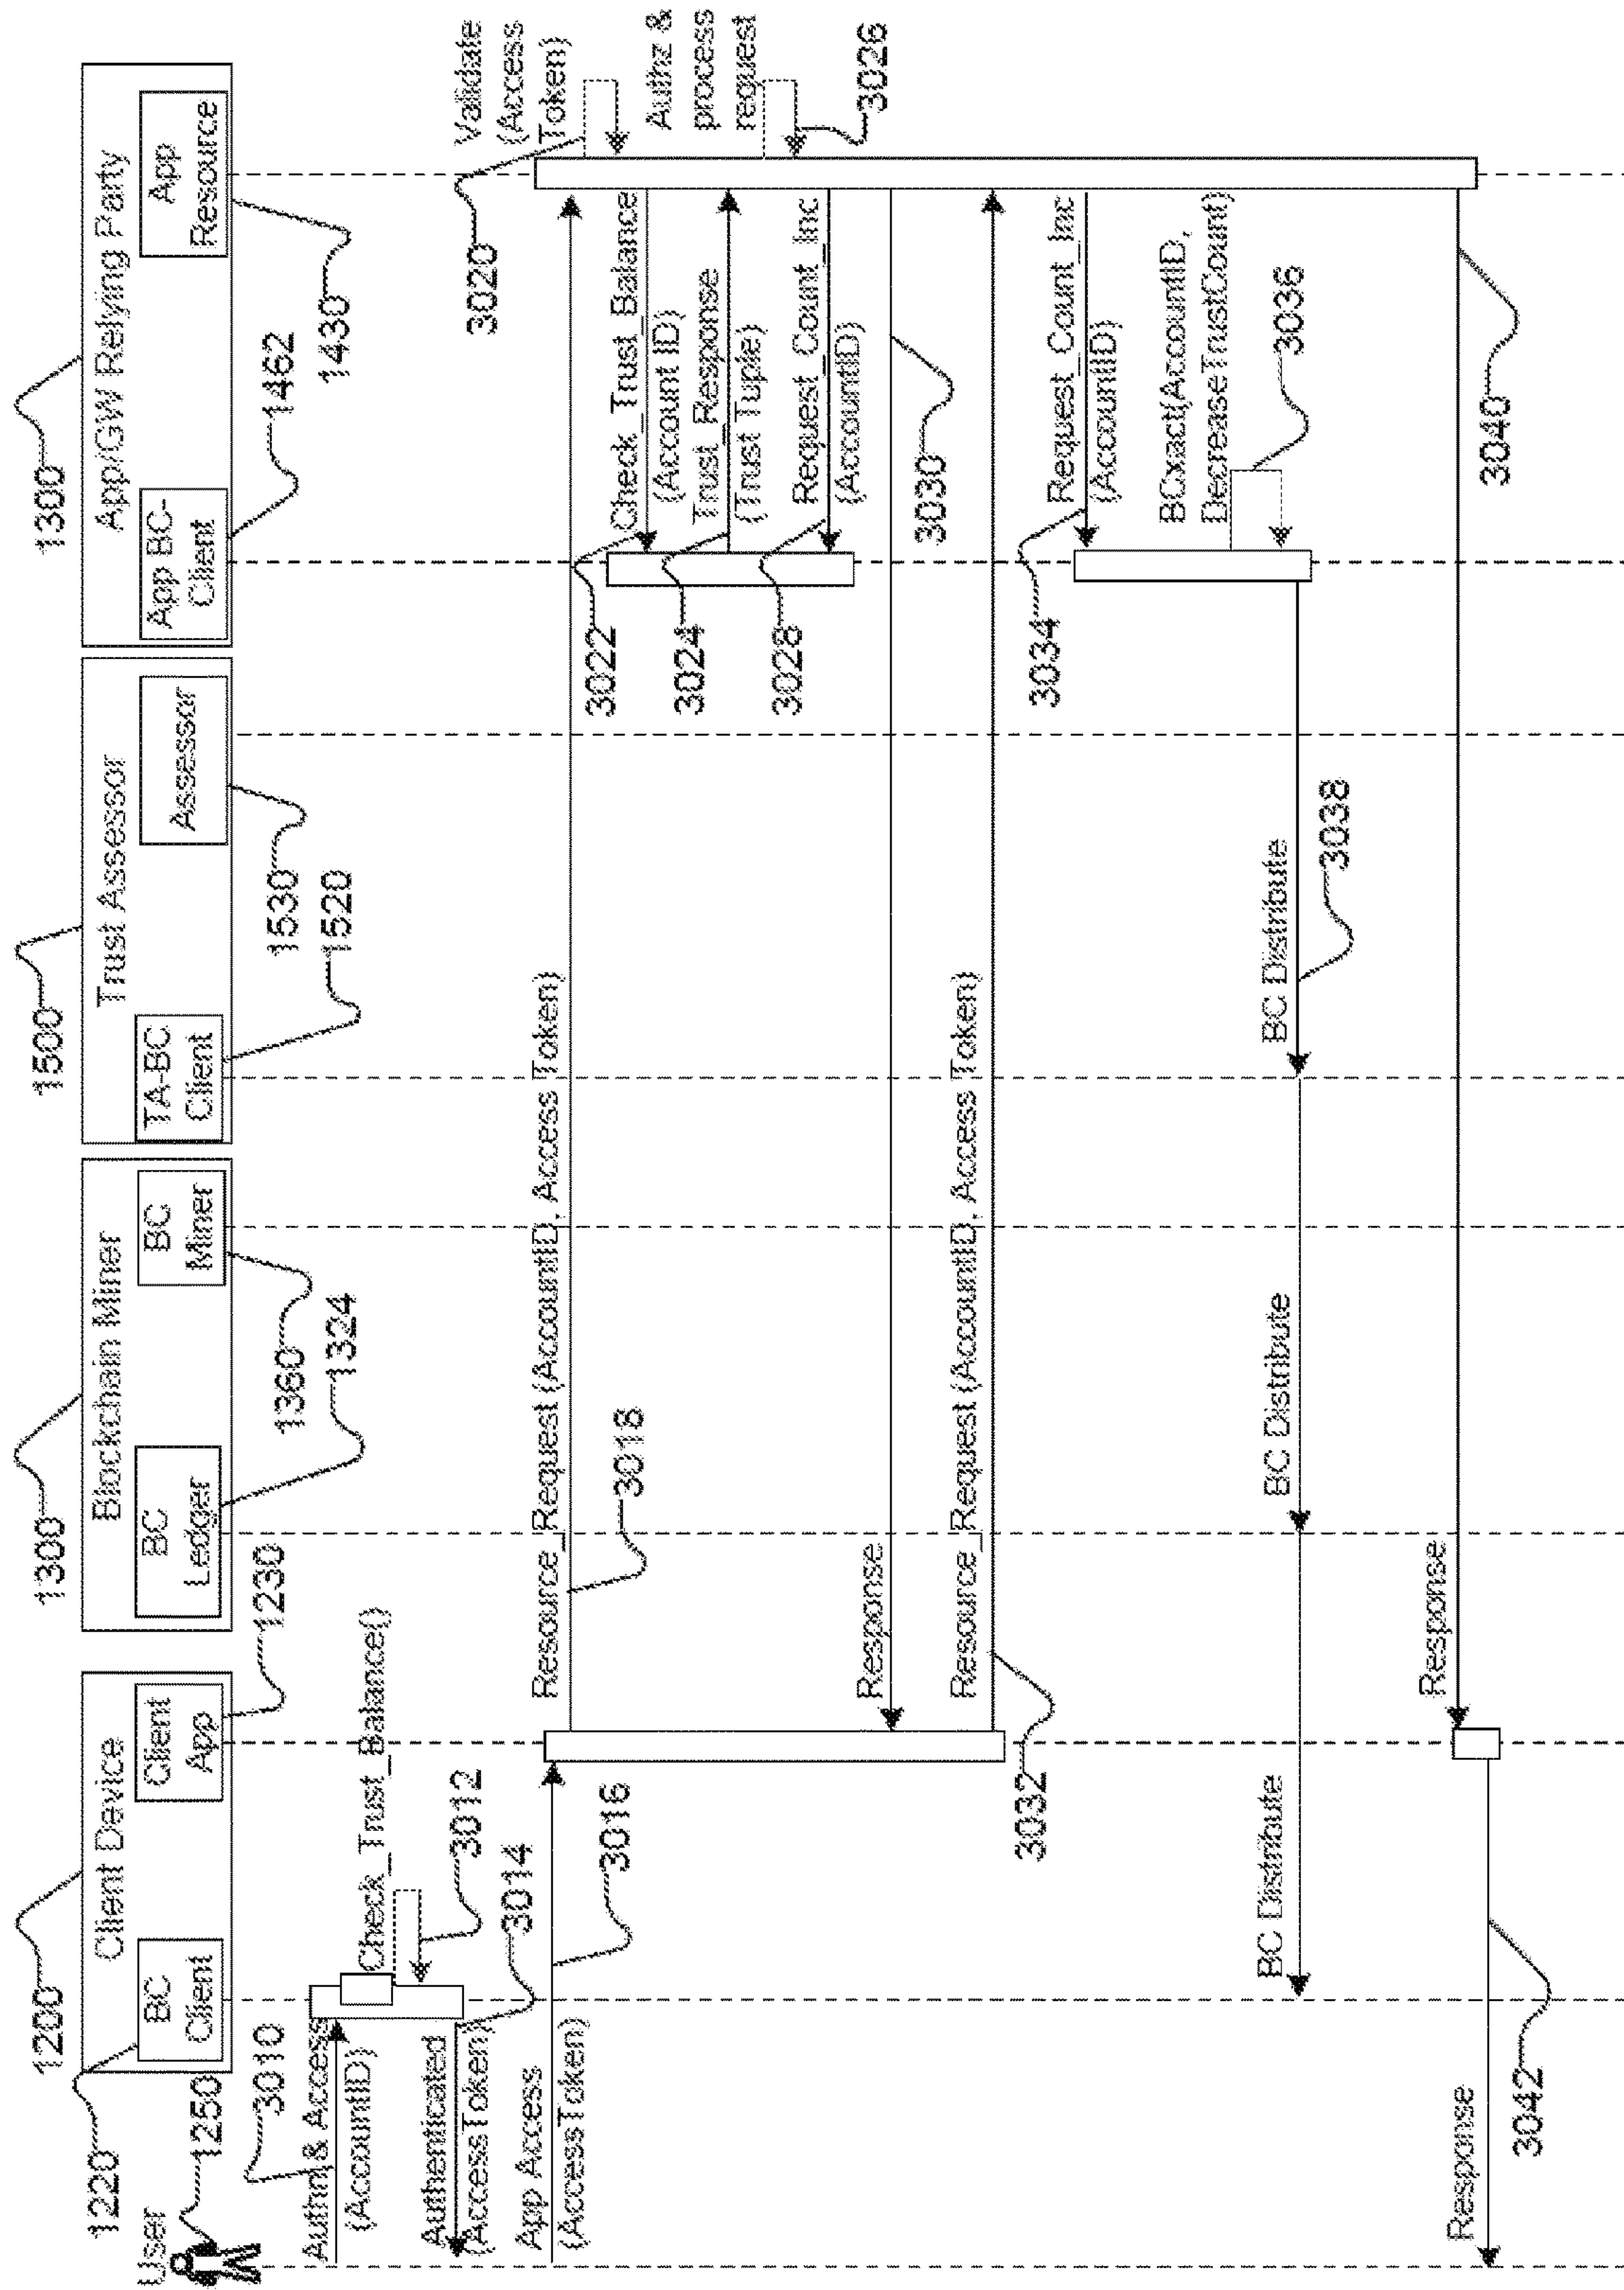 1200
1300
1500
1300
Client Device
Blockchain Miner
Trust Assessor
App/GW Relying Party
1220
User
1250
BC
Client
Client
App
BC
Ledger
BC
Miner
TA-BC
Client
Assessor
App BC-
Client
App
Resource
1230
1360
1324
1530
1520
1462
1430
3010
Authn & Access
(AccountID)
Check_Trust_Balance()
3012
Authenticated
(AccessToken)
3014
App Access
(AccessToken)
3016
Resource_Request (AccountID, Access Token)
3018
3020
Validate
(Access
Token)
3022
Check_Trust_Balance
(Account ID)
3024
Trust_Response
(Trust Tuple)
Authz &
process
request
3026
3028
Request_Count_Inc
(AccountID)
Response
3030
Resource_Request (AccountID, Access Token)
3032
3034
Request_Count_Inc
(AccountID)
BCxact(AccountID,
DecreaseTrustCount)
3036
BC Distribute
BC Distribute
BC Distribute
3038
Response
3040
Response
3042